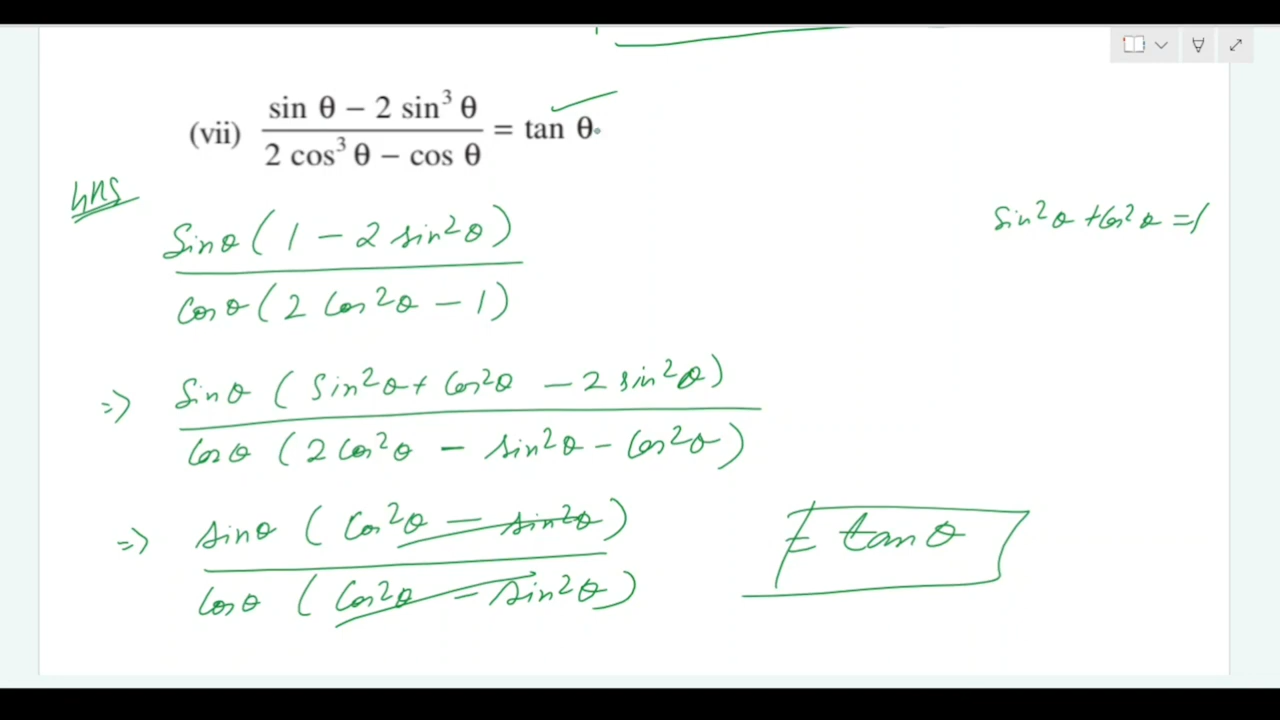 (vii) sin θ – 2 sin³ θ / 2 cos³ θ – cos θ = tan θ.
LHS
Sinθ (1 – 2 sin²θ) / Cosθ (2 Cos²θ – 1)
sin²θ + Cos²θ = 1
=> Sinθ (Sin²θ + Cos²θ – 2 sin²θ) / Cosθ (2 Cos²θ – sin²θ – Cos²θ)
=> sinθ (Cos²θ – sin²θ) / Cosθ (Cos²θ – sin²θ)
= tanθ